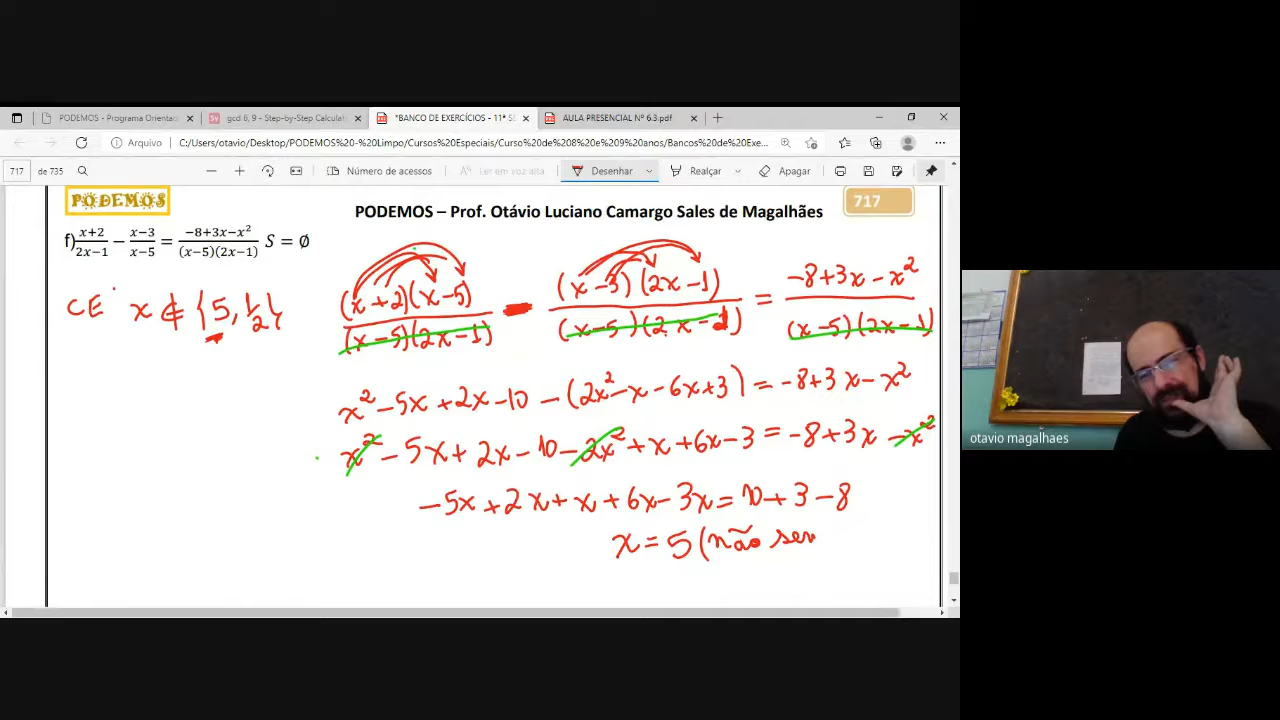 PODEMOS - Programa Orientac
gcd 6, 9 - Step-by-Step Calculat
*BANCO DE EXERCÍCIOS - 11ª SE
AULA PRESENCIAL Nº 6.3.pdf
Arquivo
C:/Users/otavio/Desktop/PODEMOS%20-%20Limpo/Cursos%20Especiais/Curso%20de%208%20e%209%20anos/Bancos%20de%20Exe...
717 de 735
Número de acessos
Ler em voz alta
Desenhar
Realçar
Apagar
PODEMOS
PODEMOS – Prof. Otávio Luciano Camargo Sales de Magalhães
717
f) x+2/2x−1 − x−3/x−5 = −8+3x−x²/(x−5)(2x−1) S = ∅
CE x ∉ {5, 1/2}
(x+2)(x-5)/(x-5)(2x-1) - (x-3)(2x-1)/(x-5)(2x-1) = -8+3x-x²/(x-5)(2x-1)
x²-5x+2x-10-(2x²-x-6x+3)=-8+3x-x²
x²-5x+2x-10-2x²+x+6x-3=-8+3x-x²
-5x+2x+x+6x-3x=10+3-8
x=5(não ser
otavio magalhaes